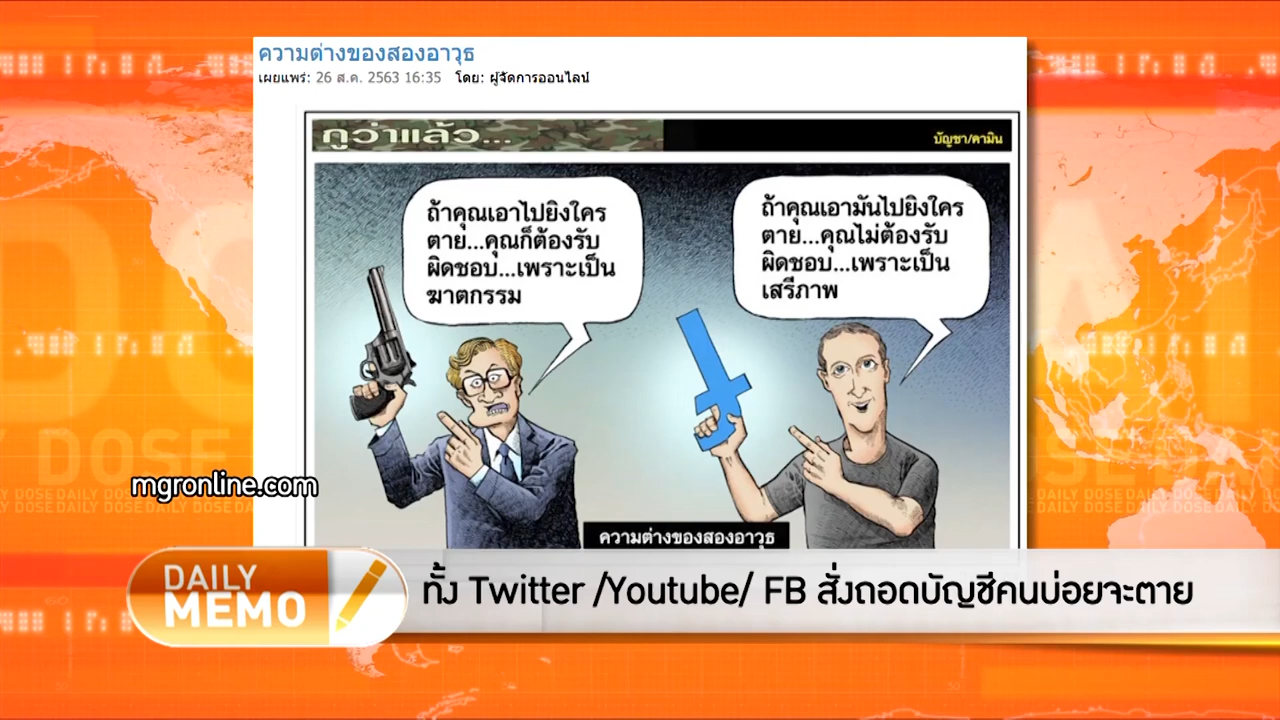 ความต่างของสองอาวุธ
เผยแพร่: 26 ส.ค. 2563 16:35 โดย: ผู้จัดการออนไลน์
กูว่าแล้ว...
บัญชา/คามิน
ถ้าคุณเอาไปยิงใคร
ตาย...คุณก็ต้องรับ
ผิดชอบ...เพราะเป็น
ฆาตกรรม
ถ้าคุณเอามันไปยิงใคร
ตาย...คุณไม่ต้องรับ
ผิดชอบ...เพราะเป็น
เสรีภาพ
mgronline.com
ความต่างของสองอาวุธ
DAILY
MEMO
ทั้ง Twitter /Youtube/ FB สั่งถอดบัญชีคนบ่อยจะตาย
DOSE
DAILY DOSE DAILY DOSE